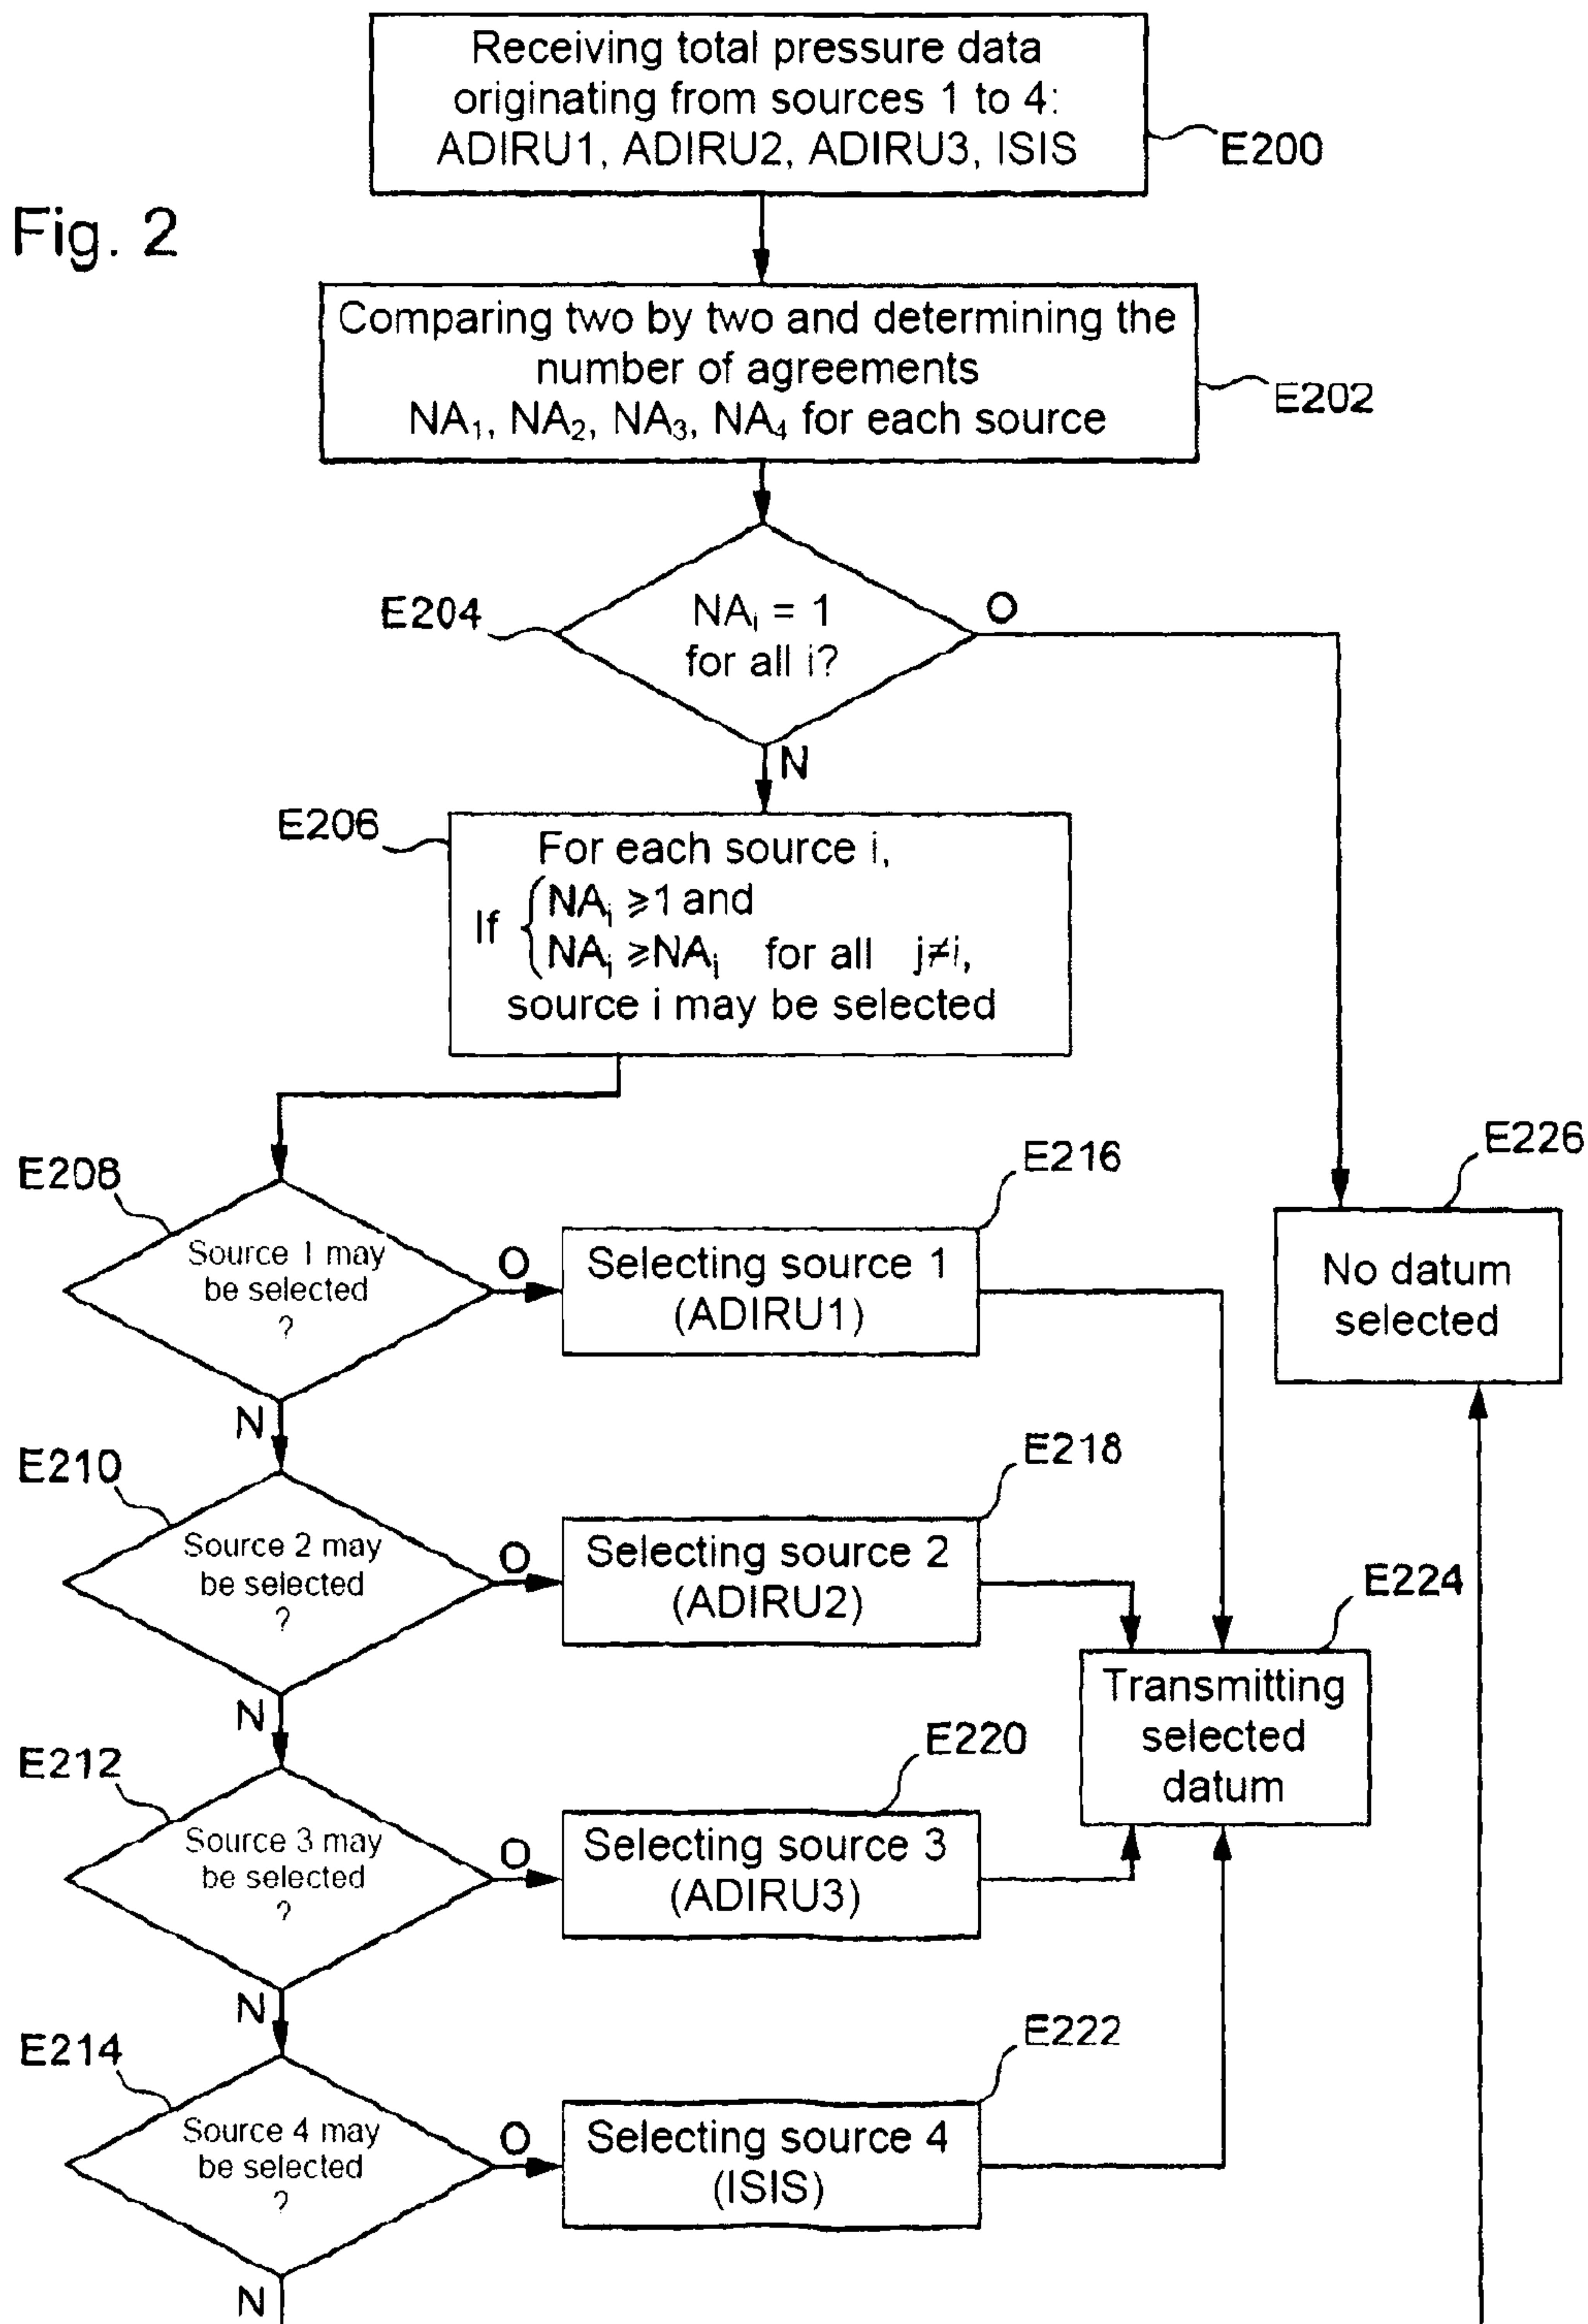 Receiving total pressure data
originating from sources 1 to 4:
ADIRU1, ADIRU2, ADIRU3, ISIS
E200
Fig. 2
Comparing two by two and determining the
number of agreements
NA₁, NA₂, NA₃, NA₄ for each source
E202
E204
NAᵢ = 1
for all i?
O
N
E206
For each source i,
If { NAᵢ ⩾1 and
NAᵢ ⩾NAⱼ for all j≠i,
source i may be selected
E208
Source 1 may
be selected
?
O
N
E216
Selecting source 1
(ADIRU1)
E226
No datum
selected
E210
Source 2 may
be selected
?
O
N
E218
Selecting source 2
(ADIRU2)
E224
Transmitting
selected
datum
E212
Source 3 may
be selected
?
O
N
E220
Selecting source 3
(ADIRU3)
E214
Source 4 may
be selected
?
O
N
E222
Selecting source 4
(ISIS)